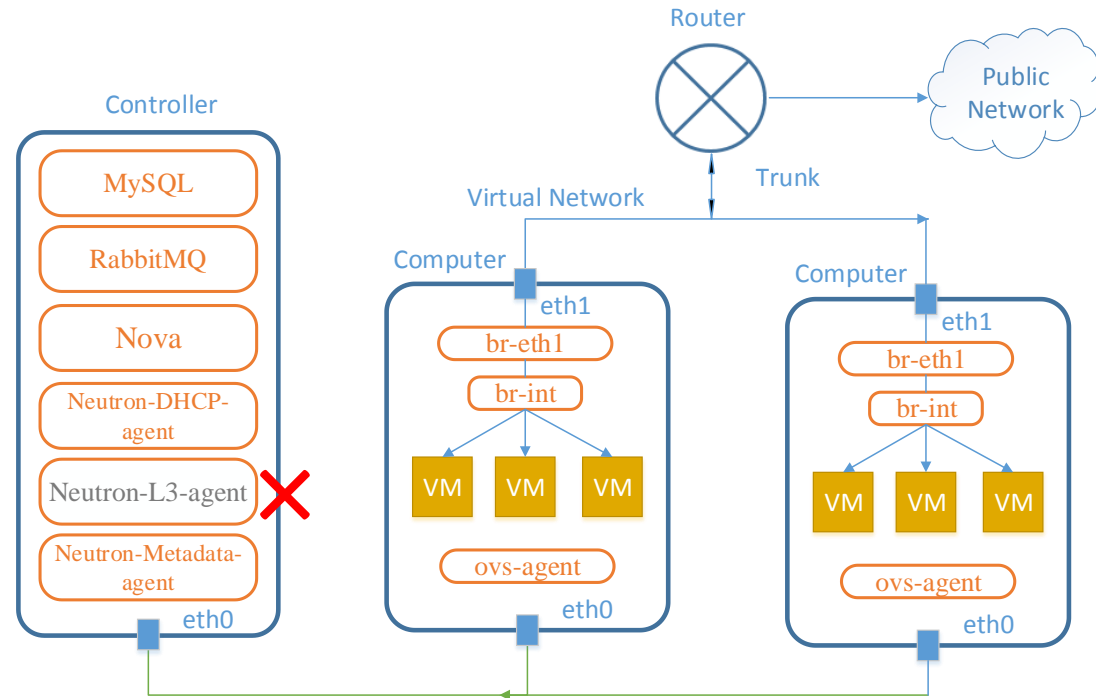 Router
Public
Network
Controller
Trunk
Virtual Network
MySQL
RabbitMQ
Nova
Neutron-DHCP-
agent
Neutron-L3-agent
Neutron-Metadata-
agent
eth0
Computer
eth1
br-eth1
br-int
VM
VM
VM
ovs-agent
eth0
Computer
eth1
br-eth1
br-int
VM
VM
VM
ovs-agent
eth0